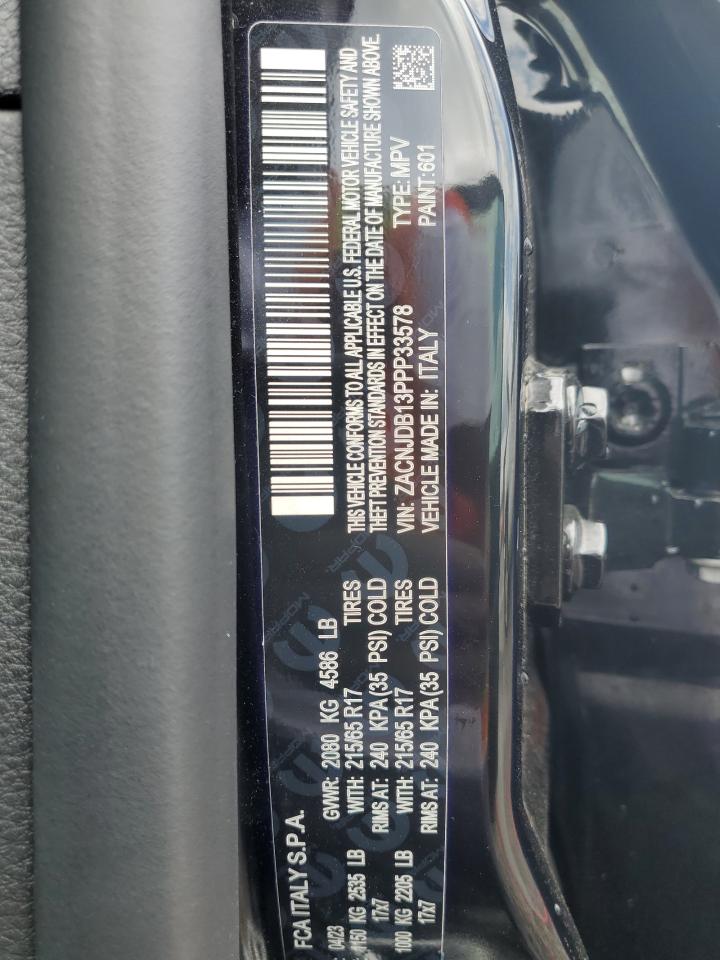 FCA ITALY S.P.A.
04/23 GVWR: 2080 KG 4586 LB
1150 KG 2535 LB WITH: 215/65 R17 TIRES
17x7 RIMS AT: 240 KPA(35 PSI) COLD
1000 KG 2205 LB WITH: 215/65 R17 TIRES
17x7 RIMS AT: 240 KPA(35 PSI) COLD
THIS VEHICLE CONFORMS TO ALL APPLICABLE U.S. FEDERAL MOTOR VEHICLE SAFETY AND
THEFT PREVENTION STANDARDS IN EFFECT ON THE DATE OF MANUFACTURE SHOWN ABOVE.
VIN: ZACNJDB13PPP33578 TYPE: MPV
VEHICLE MADE IN: ITALY PAINT: 601
MOPAR
MOPAR